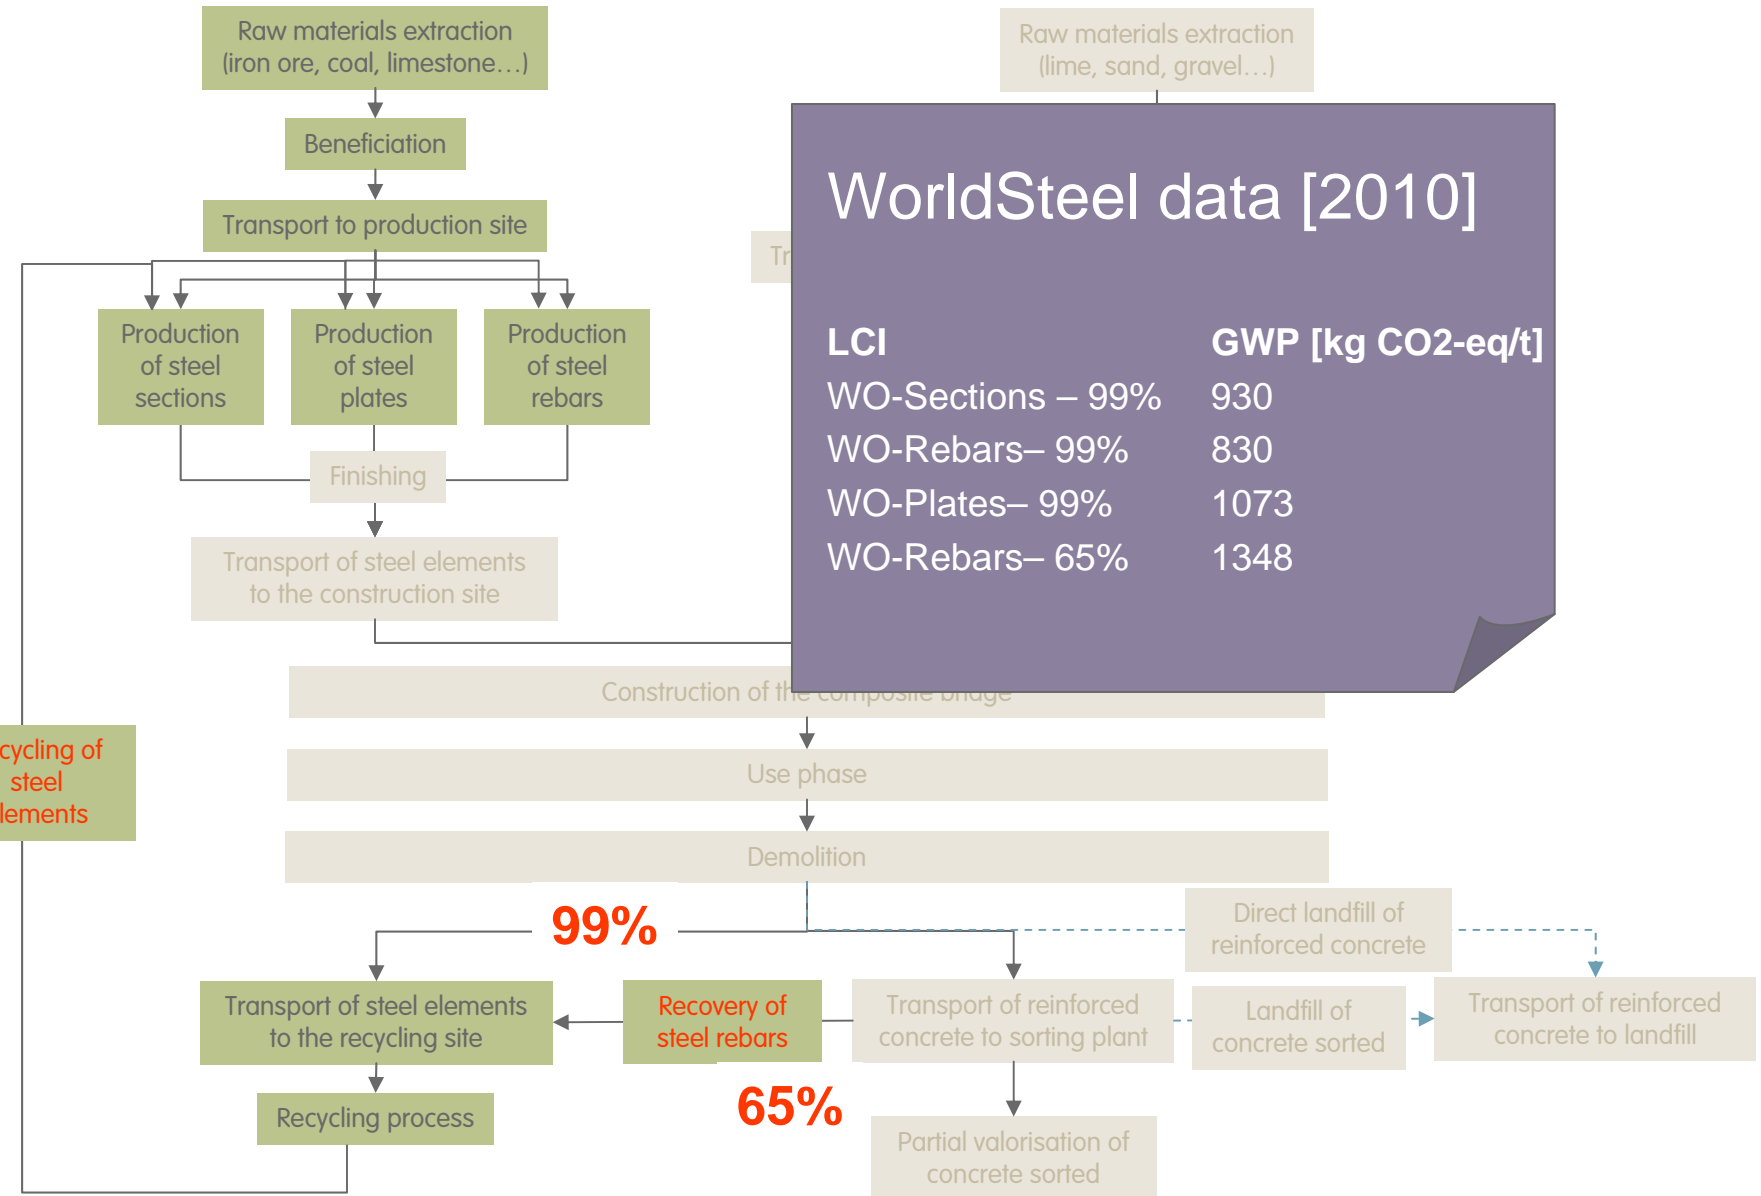 Raw materials extraction
(iron ore, coal, limestone…)
Raw materials extraction
(lime, sand, gravel…)
Beneficiation
Transport to production site
WorldSteel data [2010]
LCI GWP [kg CO2-eq/t]
WO-Sections – 99% 930
WO-Rebars– 99% 830
WO-Plates– 99% 1073
WO-Rebars– 65% 1348
Production
of steel
sections
Production
of steel
plates
Production
of steel
rebars
Finishing
Transport of steel elements
to the construction site
Construction of the composite bridge
cycling of
steel
lements
Use phase
Demolition
99%
Direct landfill of
reinforced concrete
Transport of steel elements
to the recycling site
Recovery of
steel rebars
Transport of reinforced
concrete to sorting plant
Landfill of
concrete sorted
Transport of reinforced
concrete to landfill
65%
Recycling process
Partial valorisation of
concrete sorted